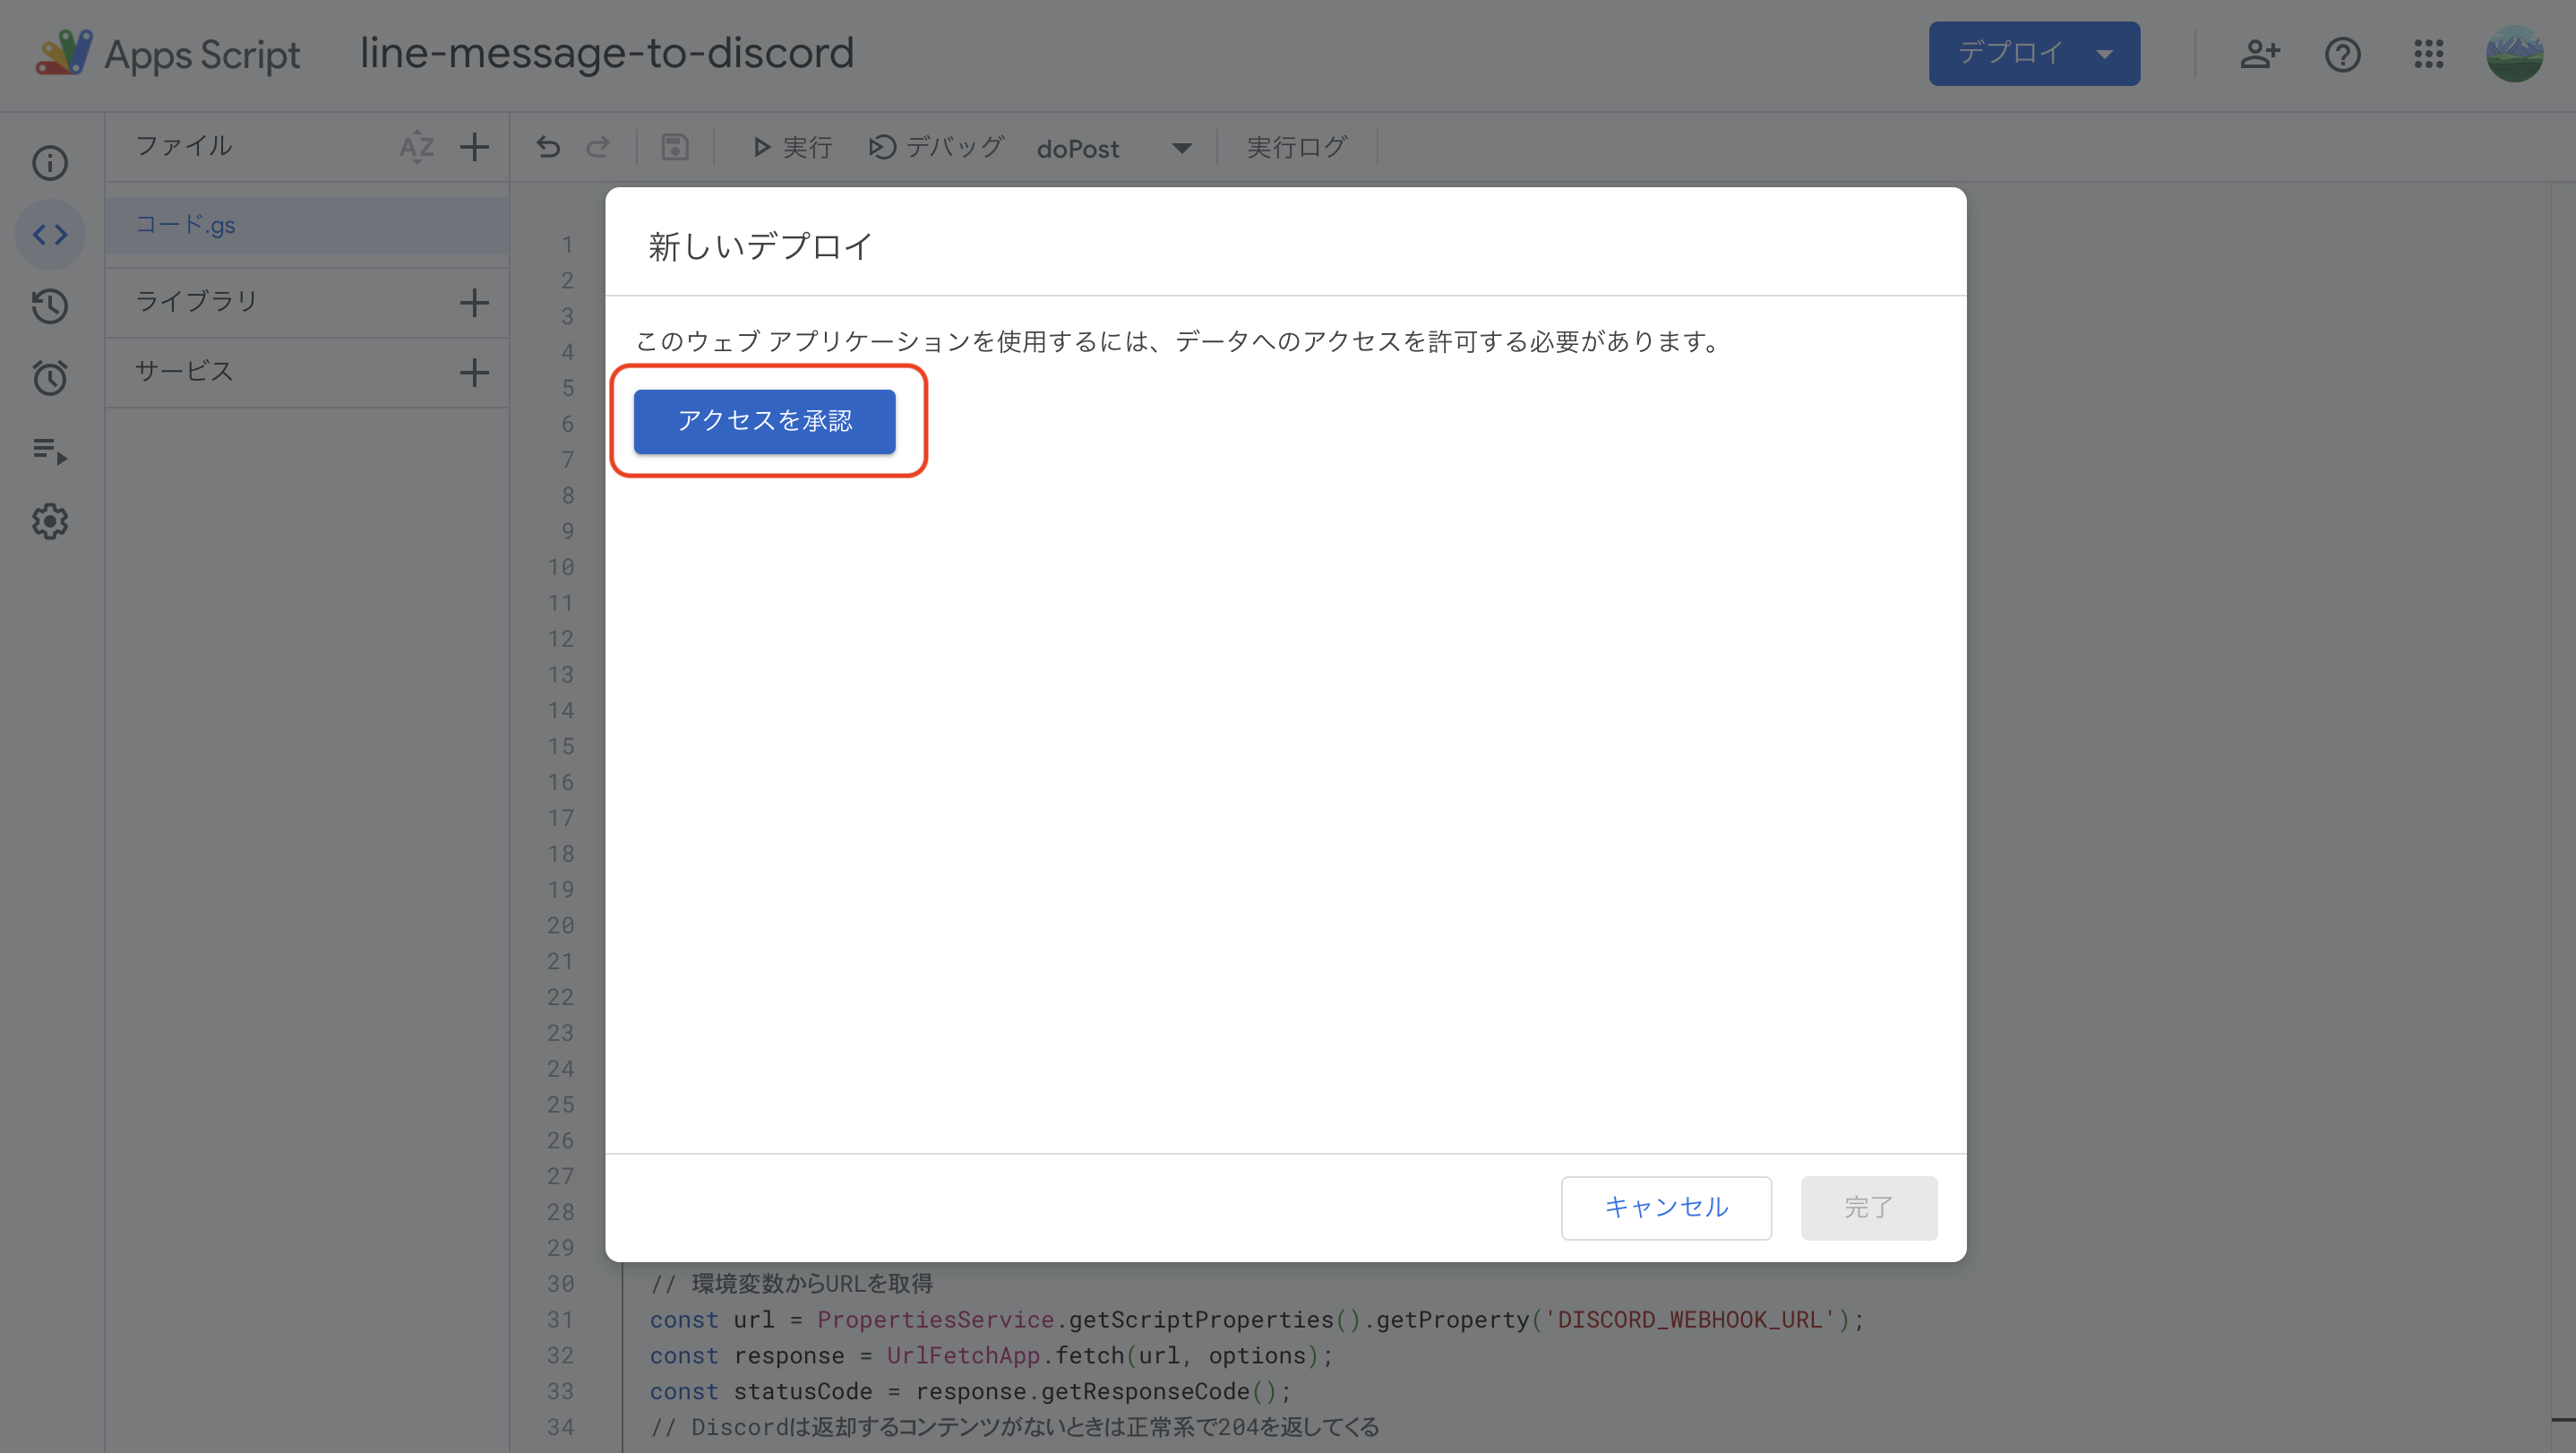 Apps Script
line-message-to-discord
デプロイ
ファイル
AZ
実行
デバッグ
doPost
実行ログ
コード.gs
ライブラリ
サービス
新しいデプロイ
このウェブ アプリケーションを使用するには、データへのアクセスを許可する必要があります。
アクセスを承認
キャンセル
完了
1
2
3
4
5
6
7
8
9
10
11
12
13
14
15
16
17
18
19
20
21
22
23
24
25
26
27
28
29
30 // 環境変数からURLを取得
31 const url = PropertiesService.getScriptProperties().getProperty('DISCORD_WEBHOOK_URL');
32 const response = UrlFetchApp.fetch(url, options);
33 const statusCode = response.getResponseCode();
34 // Discordは返却するコンテンツがないときは正常系で204を返してくる